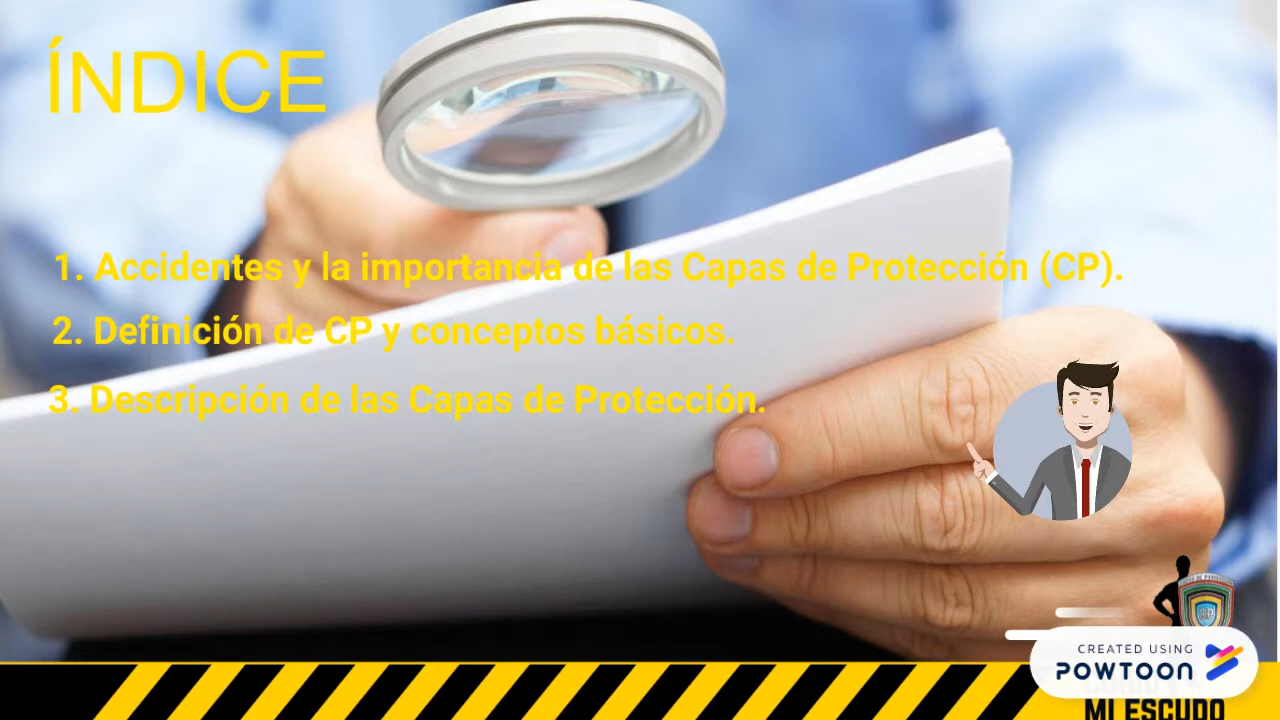 ÍNDICE
1. Accidentes y la importancia de las Capas de Protección (CP).
2. Definición de CP y conceptos básicos.
3. Descripción de las Capas de Protección.
CREATED USING
POWTOON
MI ESCUDO